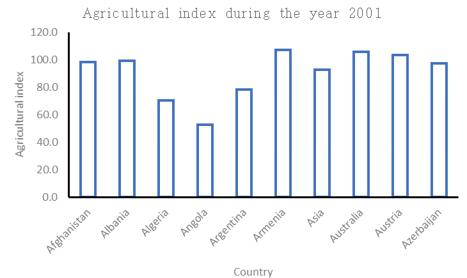 Agricultural index during the year 2001
120.0
100.0
80.0
60.0
40.0
20.0
0.0
Agricultural index
Afghanistan
Albania
Algeria
Angola
Argentina
Armenia
Asia
Australia
Austria
Azerbaijan
Country